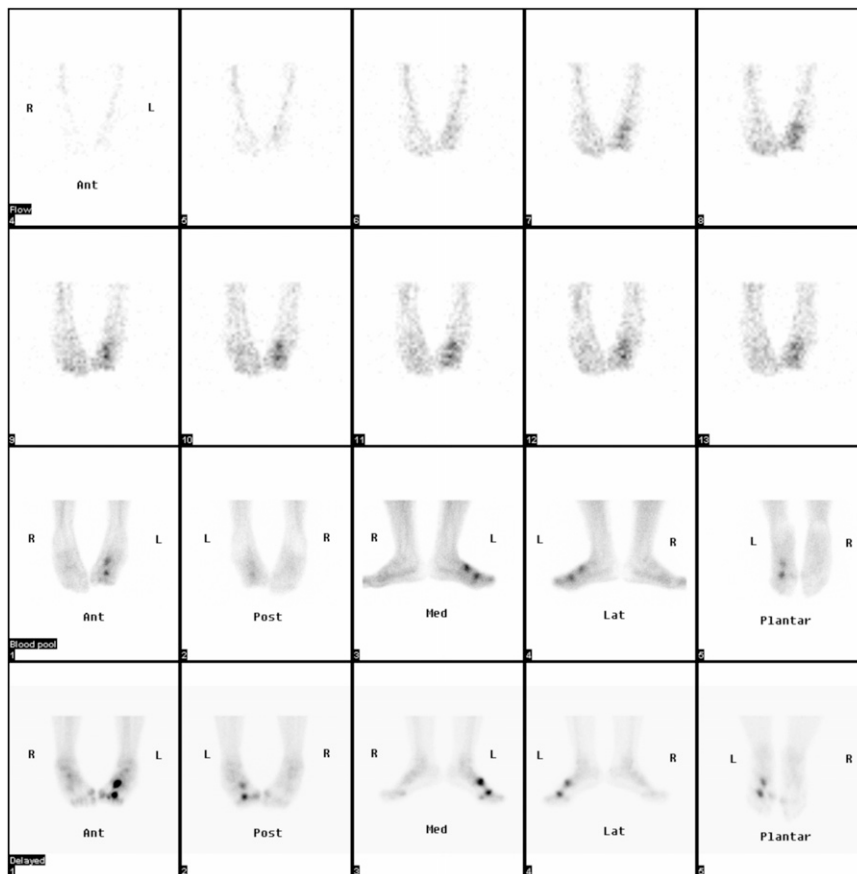 R L
Ant
Flow
4 5 6 7 8
9 10 11 12 13
R L L R R L L R L R
Ant Post Med Lat Plantar
Blood pool
1 2 3 4 5
R L L R R L L R L R
Ant Post Med Lat Plantar
Delayed
1 2 3 4 5